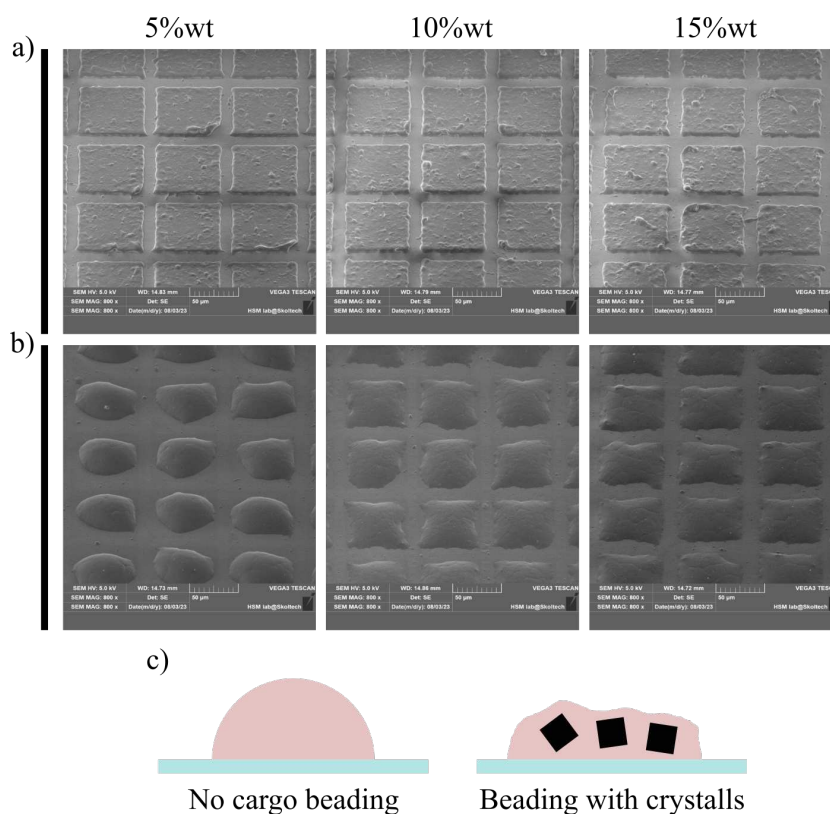 5%wt
10%wt
15%wt
a)
SEM HV: 5.0 kV WD: 14.83 mm VEGA3 TESCAN
SEM MAG: 800 x Det: SE 50 µm
SEM MAG: 800 x Date(m/d/y): 08/03/23 HSM lab@Skoltech
SEM HV: 5.0 kV WD: 14.79 mm VEGA3 TESCAN
SEM MAG: 800 x Det: SE 50 µm
SEM MAG: 800 x Date(m/d/y): 08/03/23 HSM lab@Skoltech
SEM HV: 5.0 kV WD: 14.77 mm VEGA3 TESCAN
SEM MAG: 800 x Det: SE 50 µm
SEM MAG: 800 x Date(m/d/y): 08/03/23 HSM lab@Skoltech
b)
SEM HV: 5.0 kV WD: 14.73 mm VEGA3 TESCAN
SEM MAG: 800 x Det: SE 50 µm
SEM MAG: 800 x Date(m/d/y): 08/03/23 HSM lab@Skoltech
SEM HV: 5.0 kV WD: 14.86 mm VEGA3 TESCAN
SEM MAG: 800 x Det: SE 50 µm
SEM MAG: 800 x Date(m/d/y): 08/03/23 HSM lab@Skoltech
SEM HV: 5.0 kV WD: 14.72 mm VEGA3 TESCAN
SEM MAG: 800 x Det: SE 50 µm
SEM MAG: 800 x Date(m/d/y): 08/03/23 HSM lab@Skoltech
c)
No cargo beading
Beading with crystalls